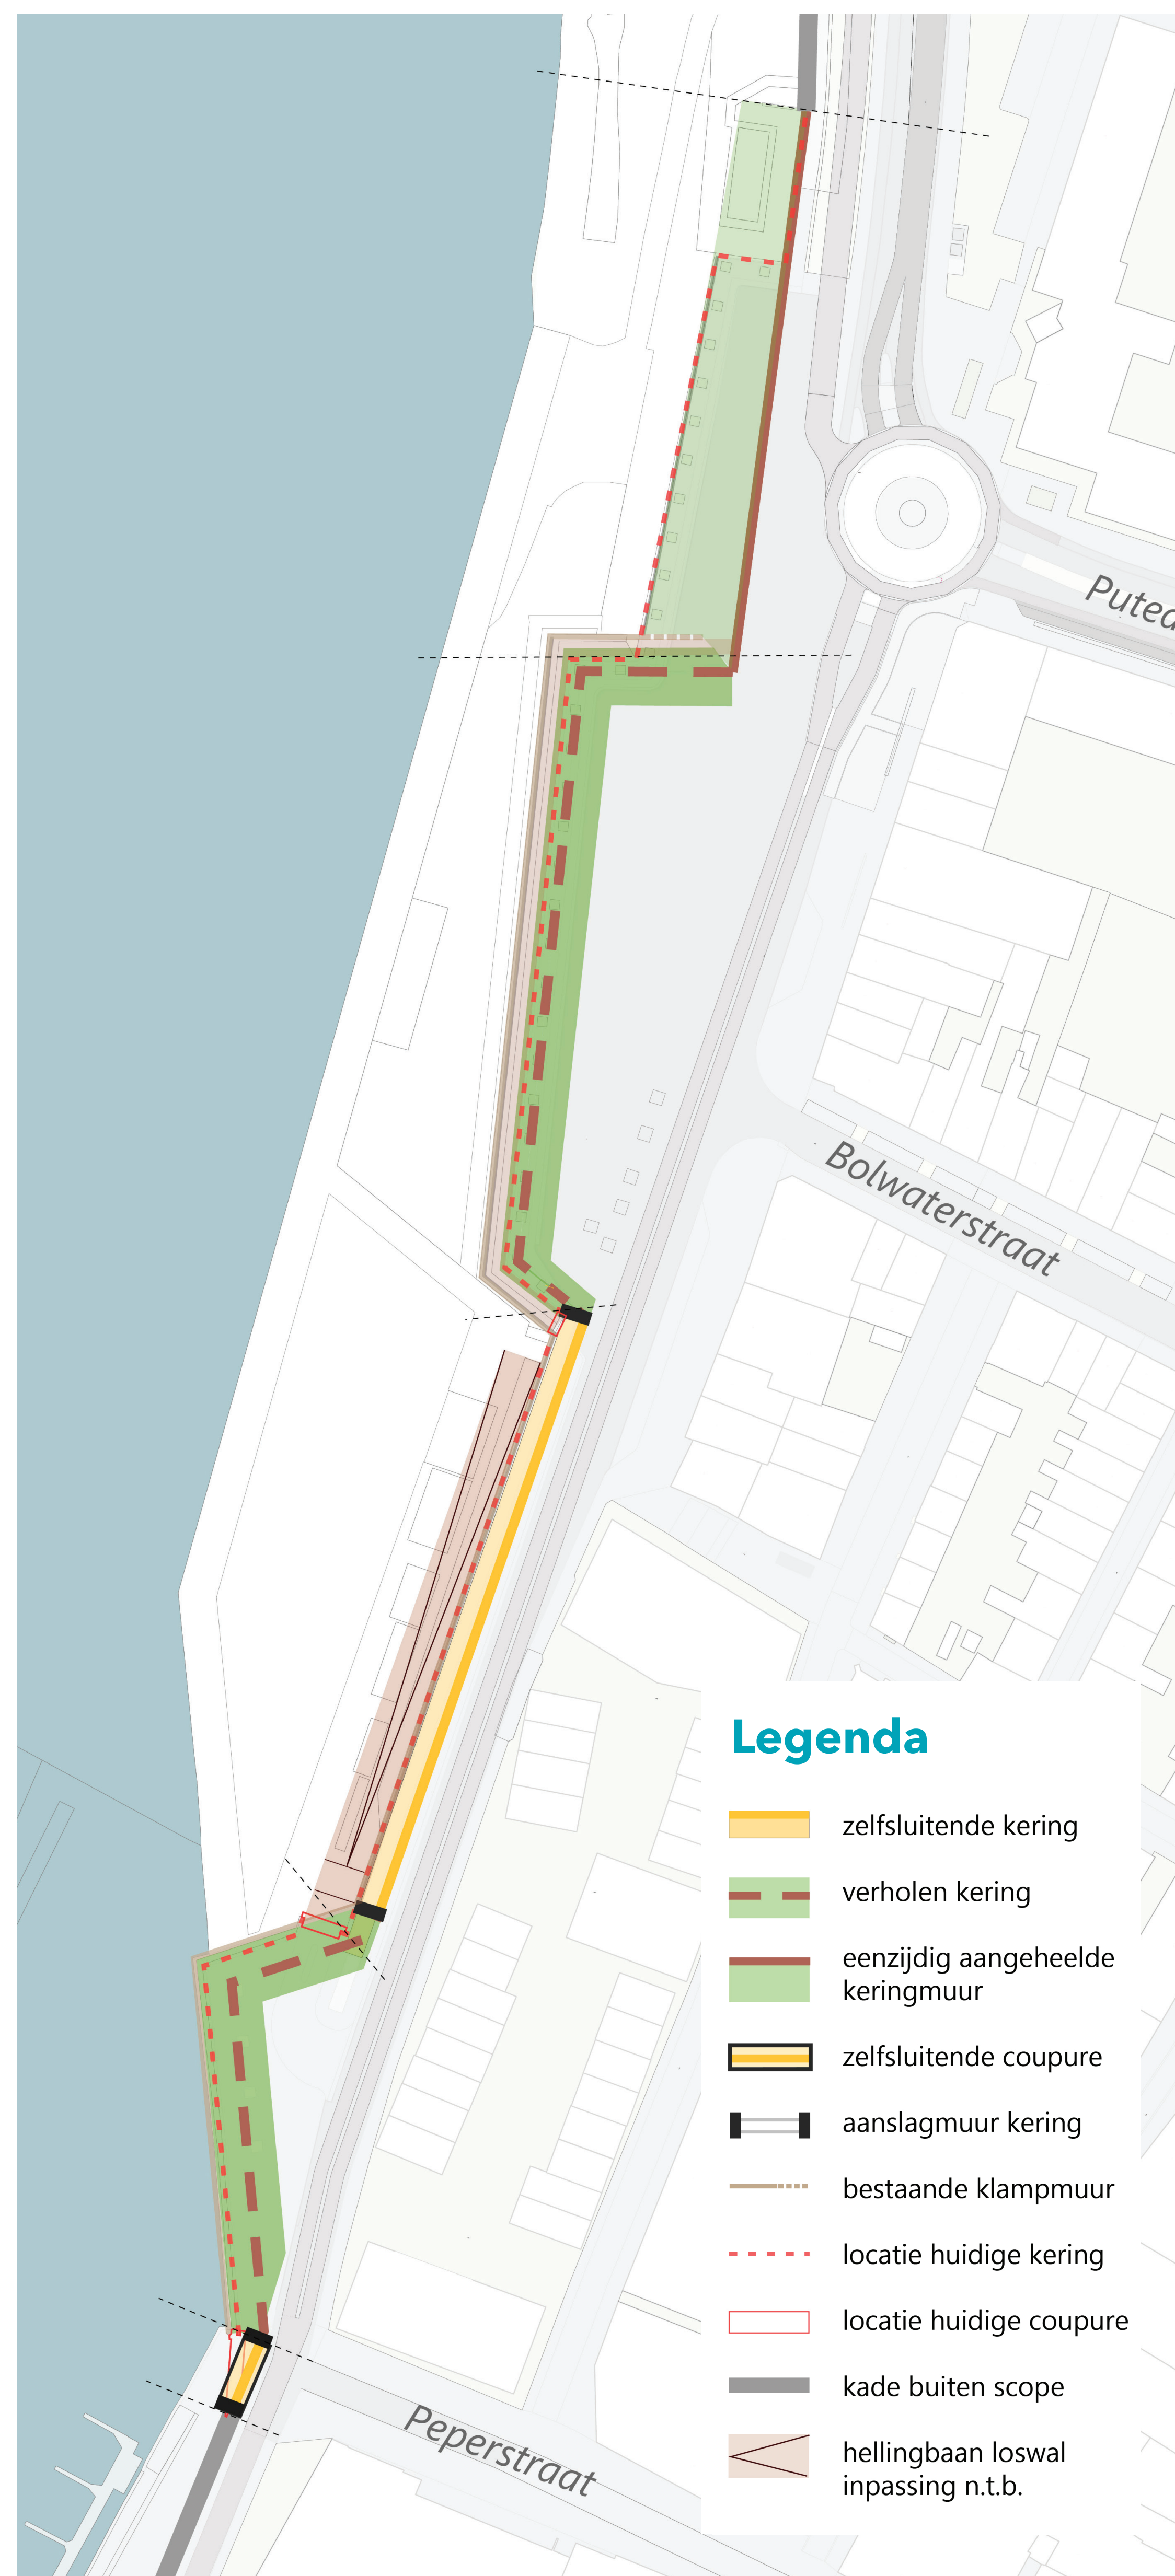 Puted
Bolwaterstraat
Legenda
zelfsluitende kering
verholen kering
eenzijdig aangeheelde
keringmuur
zelfsluitende coupure
aanslagmuur kering
bestaande klampmuur
locatie huidige kering
locatie huidige coupure
kade buiten scope
hellingbaan loswal
inpassing n.t.b.
Peperstraat